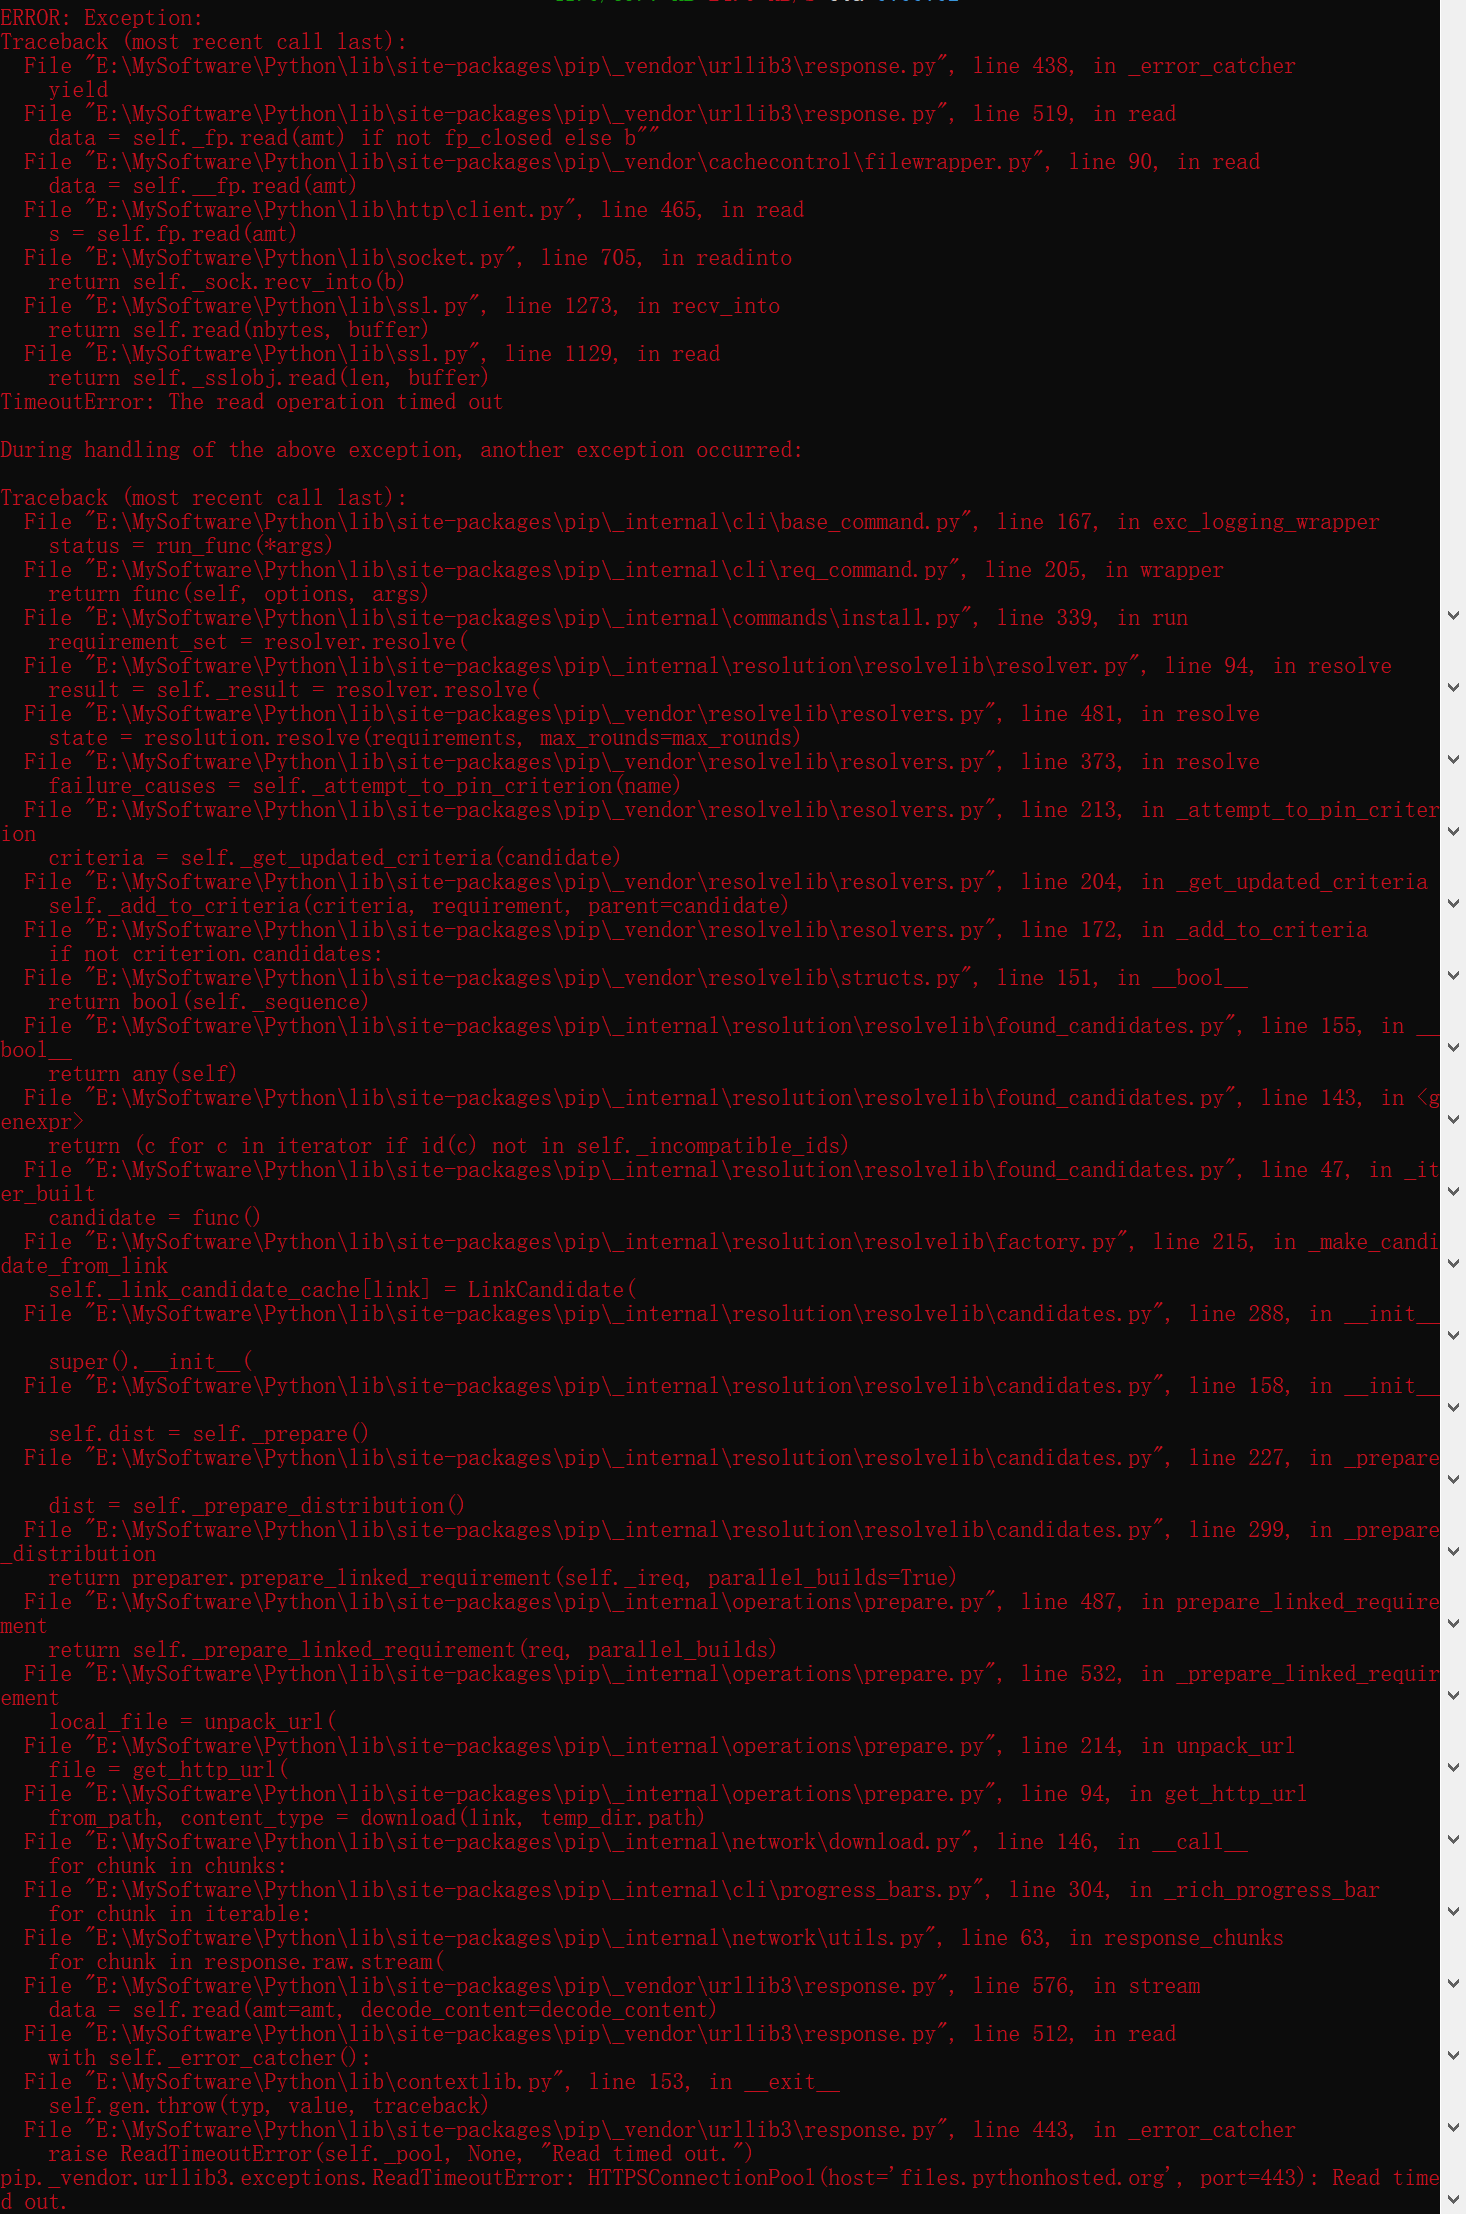 ERROR: Exception:
Traceback (most recent call last):
  File "E:\MySoftware\Python\lib\site-packages\pip\_vendor\urllib3\response.py", line 438, in _error_catcher
    yield
  File "E:\MySoftware\Python\lib\site-packages\pip\_vendor\urllib3\response.py", line 519, in read
    data = self._fp.read(amt) if not fp_closed else b""
  File "E:\MySoftware\Python\lib\site-packages\pip\_vendor\cachecontrol\filewrapper.py", line 90, in read
    data = self.__fp.read(amt)
  File "E:\MySoftware\Python\lib\http\client.py", line 465, in read
    s = self.fp.read(amt)
  File "E:\MySoftware\Python\lib\socket.py", line 705, in readinto
    return self._sock.recv_into(b)
  File "E:\MySoftware\Python\lib\ssl.py", line 1273, in recv_into
    return self.read(nbytes, buffer)
  File "E:\MySoftware\Python\lib\ssl.py", line 1129, in read
    return self._sslobj.read(len, buffer)
TimeoutError: The read operation timed out

During handling of the above exception, another exception occurred:

Traceback (most recent call last):
  File "E:\MySoftware\Python\lib\site-packages\pip\_internal\cli\base_command.py", line 167, in exc_logging_wrapper
    status = run_func(*args)
  File "E:\MySoftware\Python\lib\site-packages\pip\_internal\cli\req_command.py", line 205, in wrapper
    return func(self, options, args)
  File "E:\MySoftware\Python\lib\site-packages\pip\_internal\commands\install.py", line 339, in run
    requirement_set = resolver.resolve(
  File "E:\MySoftware\Python\lib\site-packages\pip\_internal\resolution\resolvelib\resolver.py", line 94, in resolve
    result = self._result = resolver.resolve(
  File "E:\MySoftware\Python\lib\site-packages\pip\_vendor\resolvelib\resolvers.py", line 481, in resolve
    state = resolution.resolve(requirements, max_rounds=max_rounds)
  File "E:\MySoftware\Python\lib\site-packages\pip\_vendor\resolvelib\resolvers.py", line 373, in resolve
    failure_causes = self._attempt_to_pin_criterion(name)
  File "E:\MySoftware\Python\lib\site-packages\pip\_vendor\resolvelib\resolvers.py", line 213, in _attempt_to_pin_criter
ion
    criteria = self._get_updated_criteria(candidate)
  File "E:\MySoftware\Python\lib\site-packages\pip\_vendor\resolvelib\resolvers.py", line 204, in _get_updated_criteria
    self._add_to_criteria(criteria, requirement, parent=candidate)
  File "E:\MySoftware\Python\lib\site-packages\pip\_vendor\resolvelib\resolvers.py", line 172, in _add_to_criteria
    if not criterion.candidates:
  File "E:\MySoftware\Python\lib\site-packages\pip\_vendor\resolvelib\structs.py", line 151, in __bool__
    return bool(self._sequence)
  File "E:\MySoftware\Python\lib\site-packages\pip\_internal\resolution\resolvelib\found_candidates.py", line 155, in __
bool__
    return any(self)
  File "E:\MySoftware\Python\lib\site-packages\pip\_internal\resolution\resolvelib\found_candidates.py", line 143, in <g
enexpr>
    return (c for c in iterator if id(c) not in self._incompatible_ids)
  File "E:\MySoftware\Python\lib\site-packages\pip\_internal\resolution\resolvelib\found_candidates.py", line 47, in _it
er_built
    candidate = func()
  File "E:\MySoftware\Python\lib\site-packages\pip\_internal\resolution\resolvelib\factory.py", line 215, in _make_candi
date_from_link
    self._link_candidate_cache[link] = LinkCandidate(
  File "E:\MySoftware\Python\lib\site-packages\pip\_internal\resolution\resolvelib\candidates.py", line 288, in __init__

    super().__init__(
  File "E:\MySoftware\Python\lib\site-packages\pip\_internal\resolution\resolvelib\candidates.py", line 158, in __init__

    self.dist = self._prepare()
  File "E:\MySoftware\Python\lib\site-packages\pip\_internal\resolution\resolvelib\candidates.py", line 227, in _prepare

    dist = self._prepare_distribution()
  File "E:\MySoftware\Python\lib\site-packages\pip\_internal\resolution\resolvelib\candidates.py", line 299, in _prepare
_distribution
    return preparer.prepare_linked_requirement(self._ireq, parallel_builds=True)
  File "E:\MySoftware\Python\lib\site-packages\pip\_internal\operations\prepare.py", line 487, in prepare_linked_require
ment
    return self._prepare_linked_requirement(req, parallel_builds)
  File "E:\MySoftware\Python\lib\site-packages\pip\_internal\operations\prepare.py", line 532, in _prepare_linked_requir
ement
    local_file = unpack_url(
  File "E:\MySoftware\Python\lib\site-packages\pip\_internal\operations\prepare.py", line 214, in unpack_url
    file = get_http_url(
  File "E:\MySoftware\Python\lib\site-packages\pip\_internal\operations\prepare.py", line 94, in get_http_url
    from_path, content_type = download(link, temp_dir.path)
  File "E:\MySoftware\Python\lib\site-packages\pip\_internal\network\download.py", line 146, in __call__
    for chunk in chunks:
  File "E:\MySoftware\Python\lib\site-packages\pip\_internal\cli\progress_bars.py", line 304, in _rich_progress_bar
    for chunk in iterable:
  File "E:\MySoftware\Python\lib\site-packages\pip\_internal\network\utils.py", line 63, in response_chunks
    for chunk in response.raw.stream(
  File "E:\MySoftware\Python\lib\site-packages\pip\_vendor\urllib3\response.py", line 576, in stream
    data = self.read(amt=amt, decode_content=decode_content)
  File "E:\MySoftware\Python\lib\site-packages\pip\_vendor\urllib3\response.py", line 512, in read
    with self._error_catcher():
  File "E:\MySoftware\Python\lib\contextlib.py", line 153, in __exit__
    self.gen.throw(typ, value, traceback)
  File "E:\MySoftware\Python\lib\site-packages\pip\_vendor\urllib3\response.py", line 443, in _error_catcher
    raise ReadTimeoutError(self._pool, None, "Read timed out.")
pip._vendor.urllib3.exceptions.ReadTimeoutError: HTTPSConnectionPool(host='files.pythonhosted.org', port=443): Read time
d out.